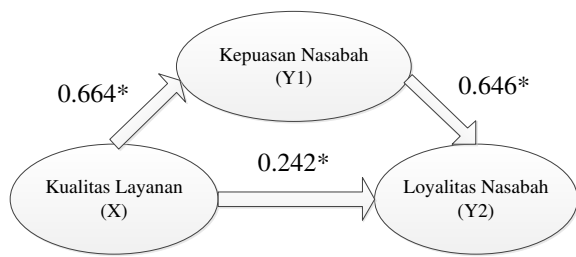 Kepuasan Nasabah
(Y1)
0.664*
0.646*
0.242*
Kualitas Layanan
(X)
Loyalitas Nasabah
(Y2)